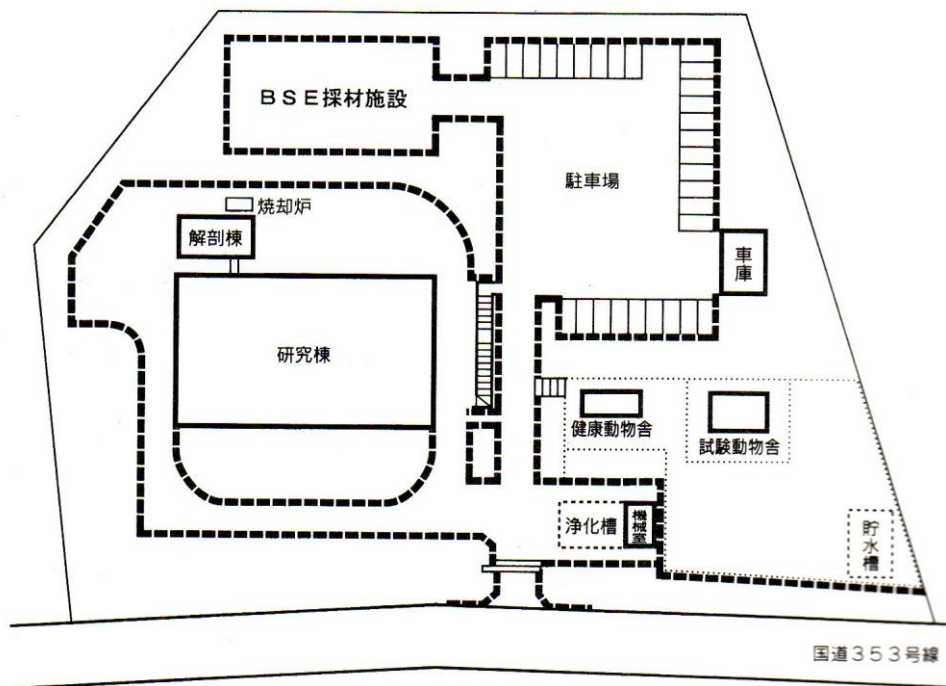 BSE採材施設
駐車場
焼却炉
解剖棟
車庫
研究棟
健康動物舎
試験動物舎
浄化槽
機械室
貯水槽
国道353号線